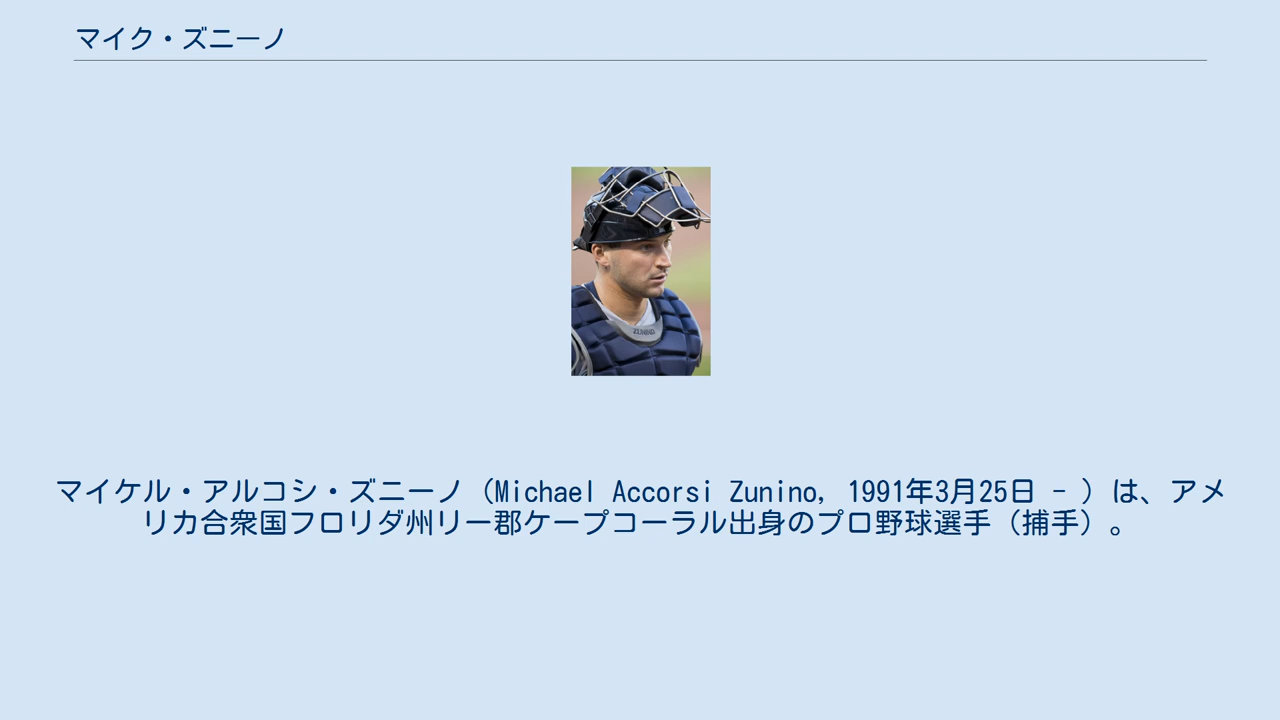 マイク・ズニーノ
ZUNINO
マイケル・アルコシ・ズニーノ（Michael Accorsi Zunino, 1991年3月25日 - ）は、アメ
リカ合衆国フロリダ州リー郡ケープコーラル出身のプロ野球選手（捕手）。